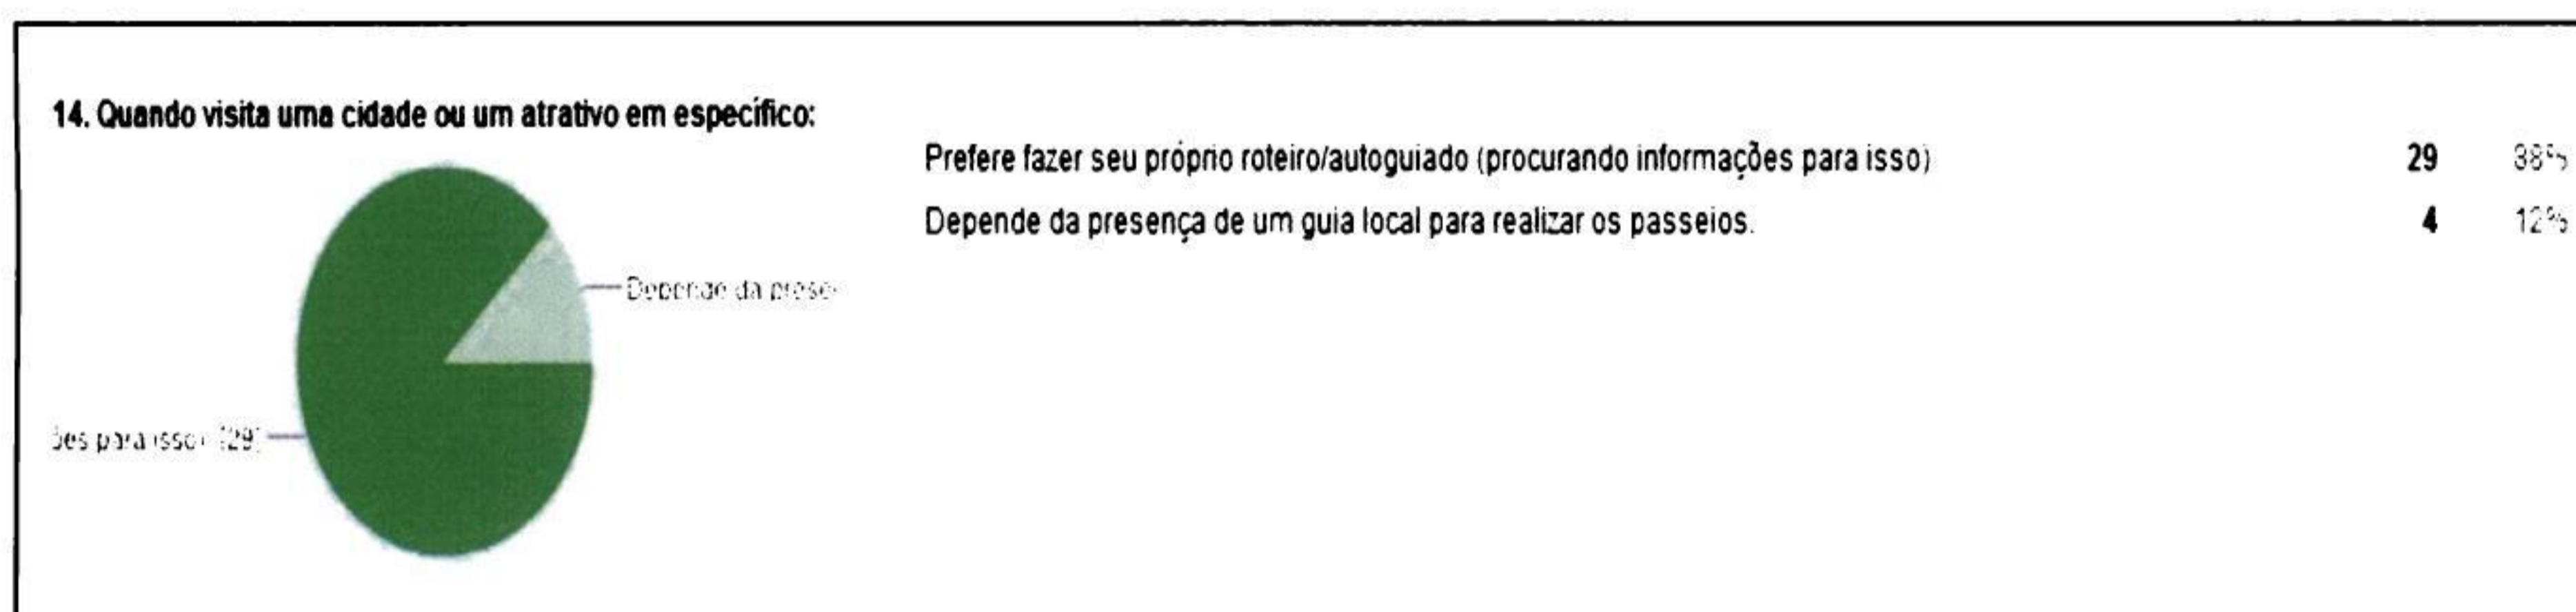 14. Quando visita uma cidade ou um atrativo em específico:
Prefere fazer seu próprio roteiro/autoguiado (procurando informações para isso) 29 88%
Depende da presença de um guia local para realizar os passeios. 4 12%
Depende da prese
ões para isso) [29]